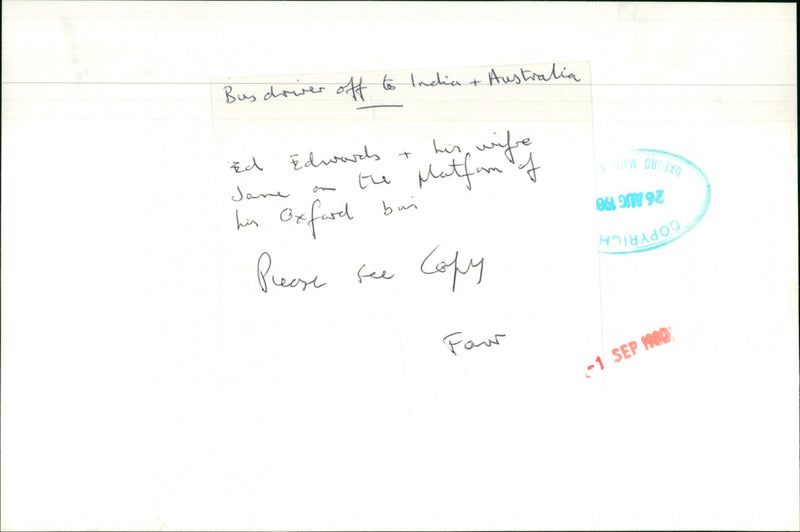 Bus driver off to India + Australia
Ed Edwards + his wife
Jane on the platform of
his Oxford bus
Please see Copy
OXFORD MAIL
26 AUG 198
COPYRIGH
-1 SEP 1980